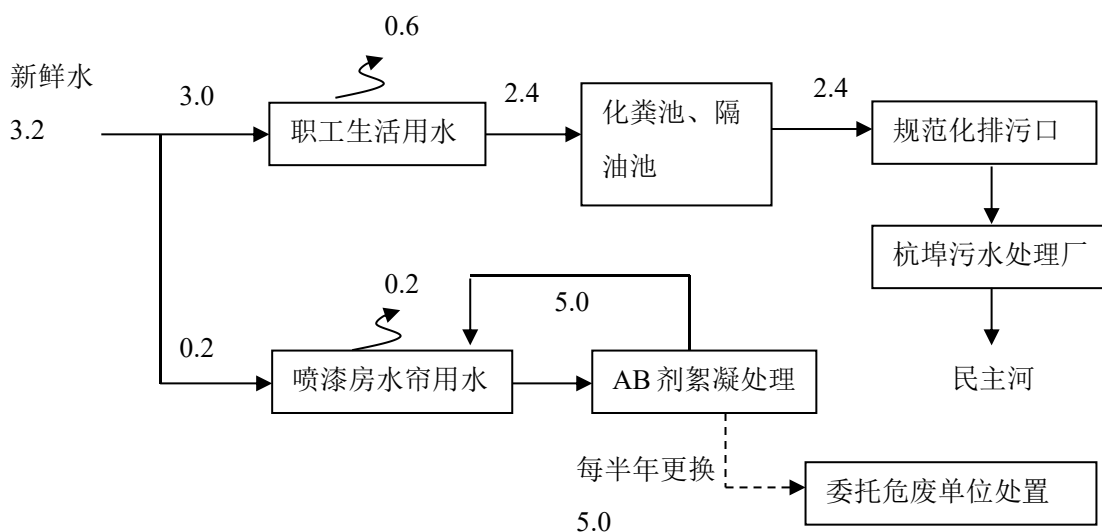 0.6
新鲜水
3.2
3.0
职工生活用水
2.4
化粪池、隔
油池
2.4
规范化排污口
杭埠污水处理厂
民主河
0.2
0.2
5.0
喷漆房水帘用水
AB 剂絮凝处理
每半年更换
5.0
委托危废单位处置